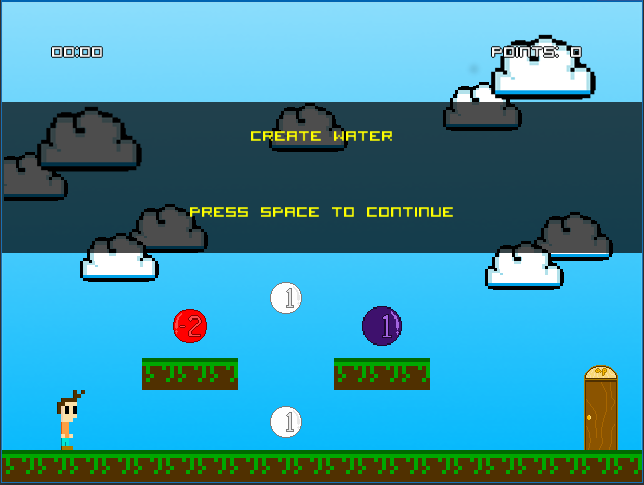 00:00
POINTS: 0
CREATE WATER
PRESS SPACE TO CONTINUE
1
-2
1
1